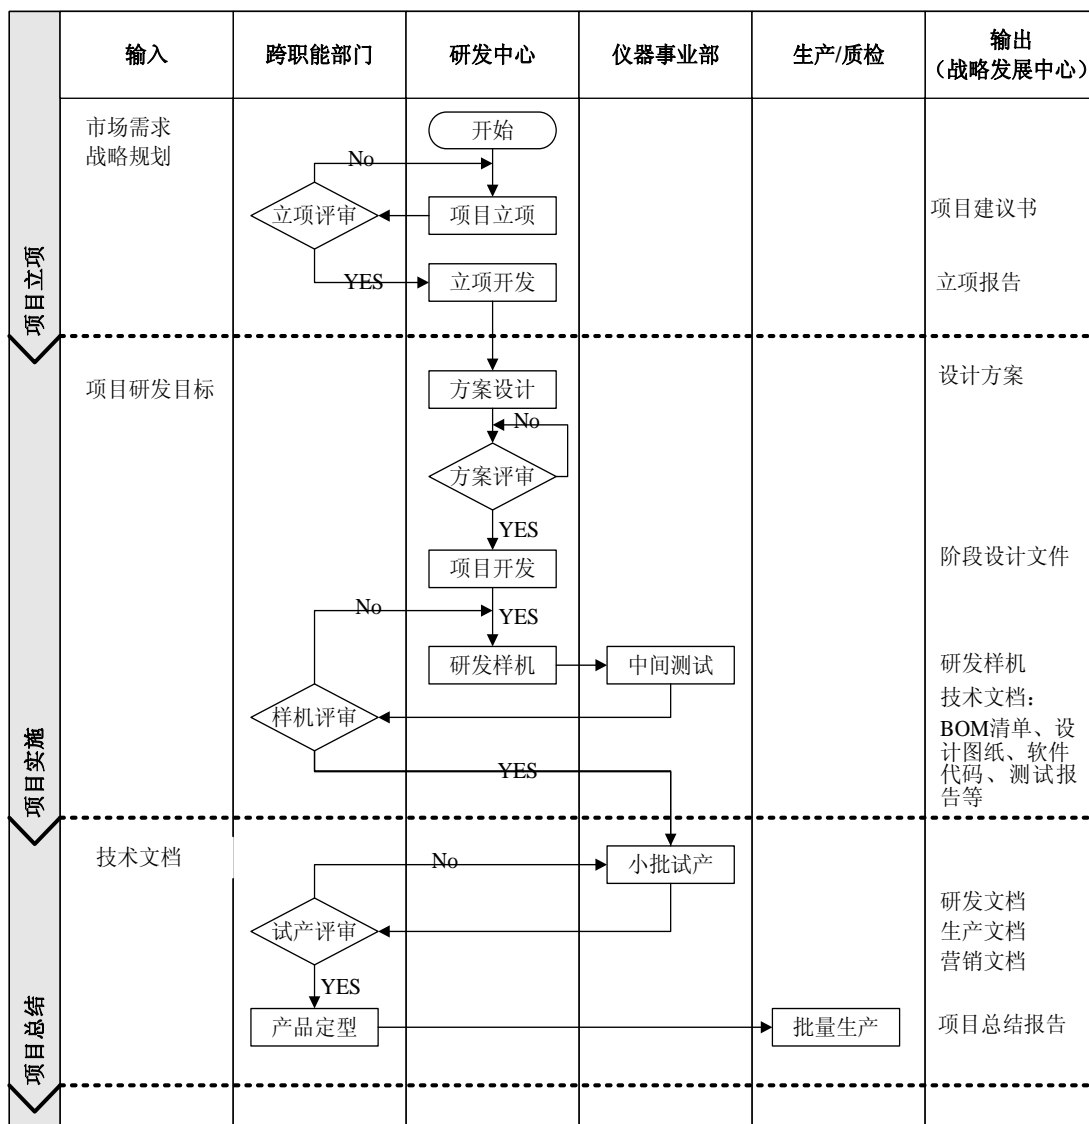 输入
跨职能部门
研发中心
仪器事业部
生产/质检
输出
（战略发展中心）
市场需求
战略规划
开始
No
立项评审
项目立项
项目建议书
YES
立项开发
立项报告
项目立项
项目研发目标
方案设计
设计方案
No
方案评审
YES
项目开发
阶段设计文件
No
YES
研发样机
中间测试
研发样机
样机评审
技术文档：
BOM清单、设
计图纸、软件
代码、测试报
告等
YES
项目实施
技术文档
No
小批试产
试产评审
研发文档
生产文档
营销文档
YES
产品定型
批量生产
项目总结报告
项目总结